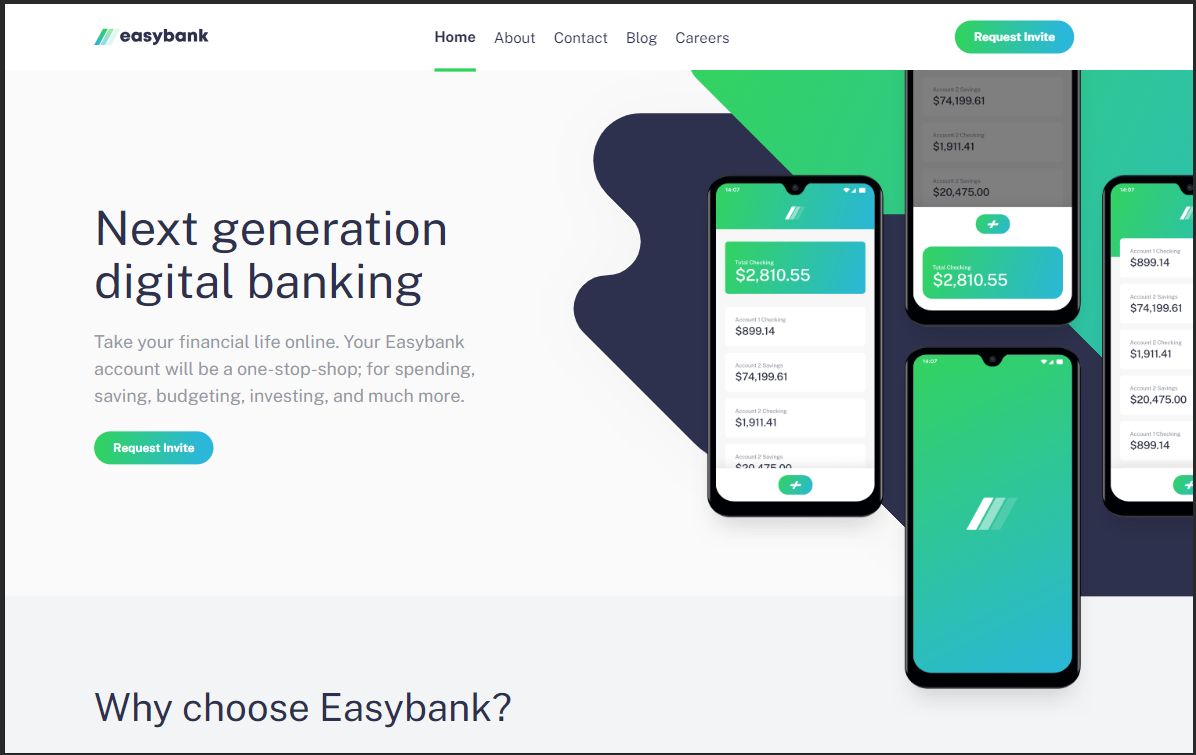 easybank
Home About Contact Blog Careers
Request Invite
Next generation
digital banking
Take your financial life online. Your Easybank
account will be a one-stop-shop; for spending,
saving, budgeting, investing, and much more.
Request Invite
14:07
Total Checking
$2,810.55
Account 1 Checking
$899.14
Account 2 Savings
$74,199.61
Account 2 Checking
$1,911.41
Account 2 Savings
$20,475.00
Account 2 Savings
$74,199.61
Account 2 Checking
$1,911.41
Account 2 Savings
$20,475.00
Total Checking
$2,810.55
14:07
14:07
Account 1 Checking
$899.14
Account 2 Savings
$74,199.61
Account 2 Checking
$1,911.41
Account 2 Savings
$20,475.00
Account 1 Checking
$899.14
Why choose Easybank?